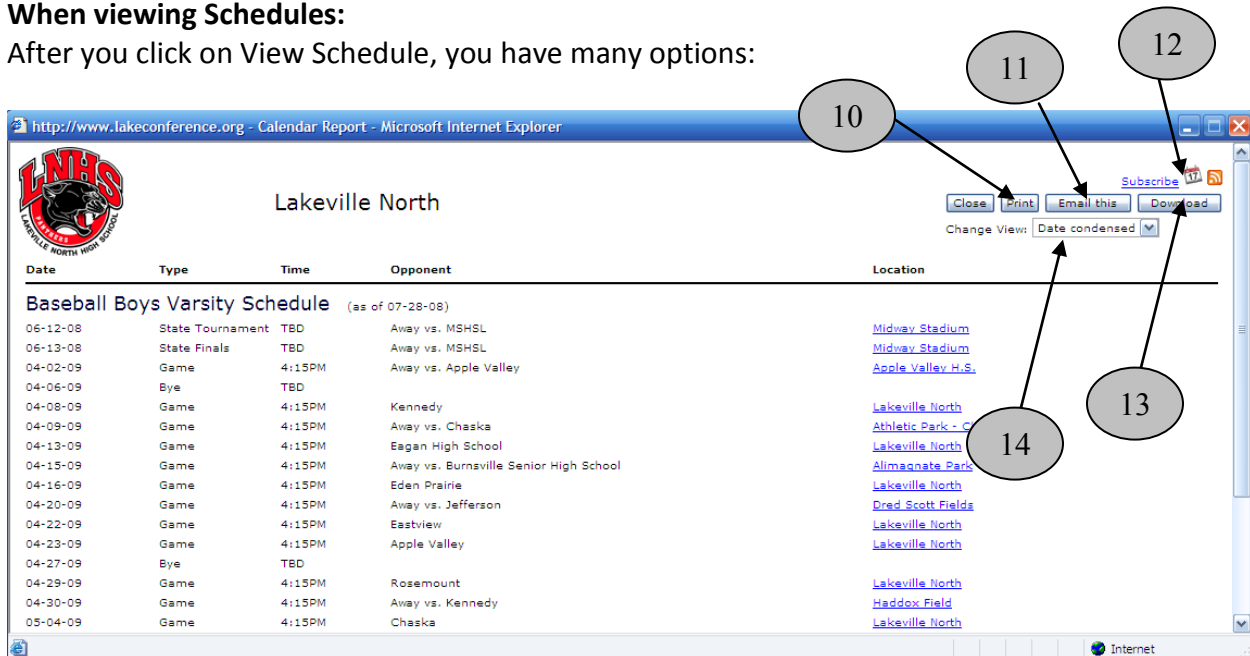 When viewing Schedules:
After you click on View Schedule, you have many options:
12
11
10
http://www.lakeconference.org - Calendar Report - Microsoft Internet Explorer
LNHS
PANTHERS
LAKEVILLE NORTH HIGH SCHOOL
Lakeville North
Subscribe 17
Close Print Email this Download
Change View: Date condensed
Date Type Time Opponent Location
Baseball Boys Varsity Schedule (as of 07-28-08)
06-12-08 State Tournament TBD Away vs. MSHSL Midway Stadium
06-13-08 State Finals TBD Away vs. MSHSL Midway Stadium
04-02-09 Game 4:15PM Away vs. Apple Valley Apple Valley H.S.
04-06-09 Bye TBD
04-08-09 Game 4:15PM Kennedy Lakeville North
04-09-09 Game 4:15PM Away vs. Chaska Athletic Park -
13
04-13-09 Game 4:15PM Eagan High School Lakeville North
14
04-15-09 Game 4:15PM Away vs. Burnsville Senior High School Alimagnate Park
04-16-09 Game 4:15PM Eden Prairie Lakeville North
04-20-09 Game 4:15PM Away vs. Jefferson Dred Scott Fields
04-22-09 Game 4:15PM Eastview Lakeville North
04-23-09 Game 4:15PM Apple Valley Lakeville North
04-27-09 Bye TBD
04-29-09 Game 4:15PM Rosemount Lakeville North
04-30-09 Game 4:15PM Away vs. Kennedy Haddox Field
05-04-09 Game 4:15PM Chaska Lakeville North
Internet